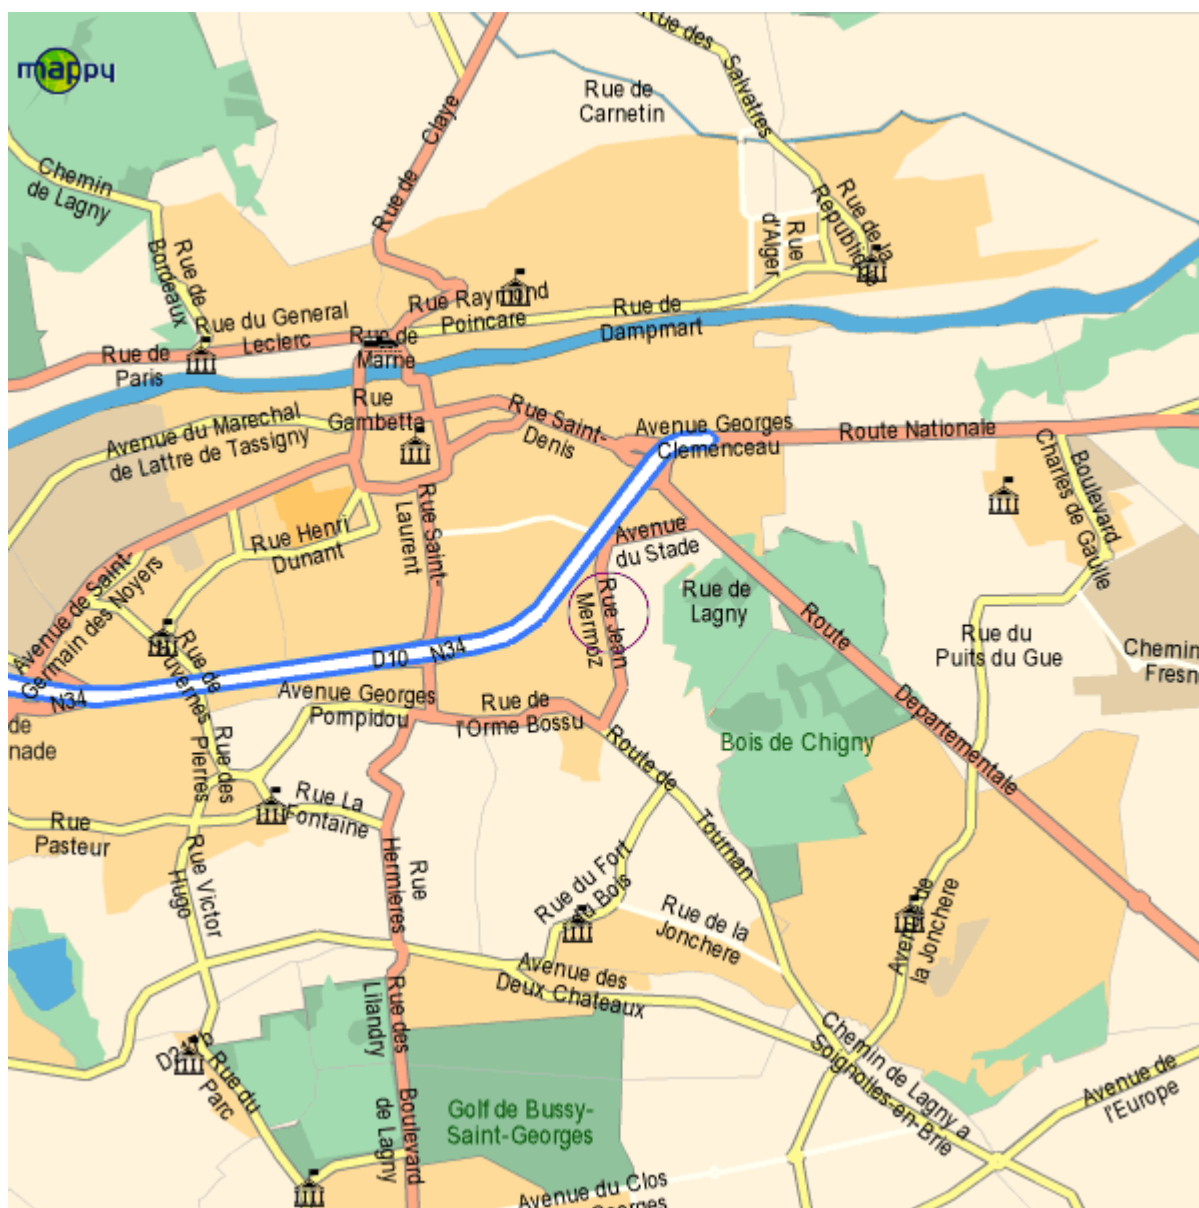 mappy
Rue des
Salvatres
Rue de
Carnetin
Rue de
Claye
Chemin
de Lagny
Rue de
Bordeaux
Rue
d'Alger
Rue de la
Republique
Rue du General
Leclerc
Rue Raymond
Poincare
Rue de
Dampmart
Rue de
Paris
Rue de
Marne
Rue
Gambetta
Avenue du Marechal
de Lattre de Tassigny
Rue Saint-
Denis
Avenue Georges
Clemenceau
Route Nationale
Boulevard
Charles de Gaulle
Rue Saint-
Laurent
Rue Henri
Dunant
Avenue
du Stade
Avenue de Saint-
Germain des Noyers
Rue Jean
Mermoz
Rue de
Lagny
Route
Departementale
Rue du
Puits du Gue
Chemin
Fresn
N34
D10
N34
Rue de
Avenue Georges
Pompidou
Rue de
l'Orme Bossu
de
nade
Bois de Chigny
Route de
Tournan
Rue des
Pierres
Rue La
Fontaine
Rue
Pasteur
Rue Victor
Hugo
Rue
Hermieres
Rue du Fort
du Bois
Rue de la
Jonchere
Avenue de
la Jonchere
Avenue des
Deux Chateaux
Rue des
Lilandry
Rue du
Parc
Chemin de Lagny a
Soignolles-en-Brie
Avenue de
l'Europe
Boulevard
de Lagny
Golf de Bussy-
Saint-Georges
Avenue du Clos
Georges